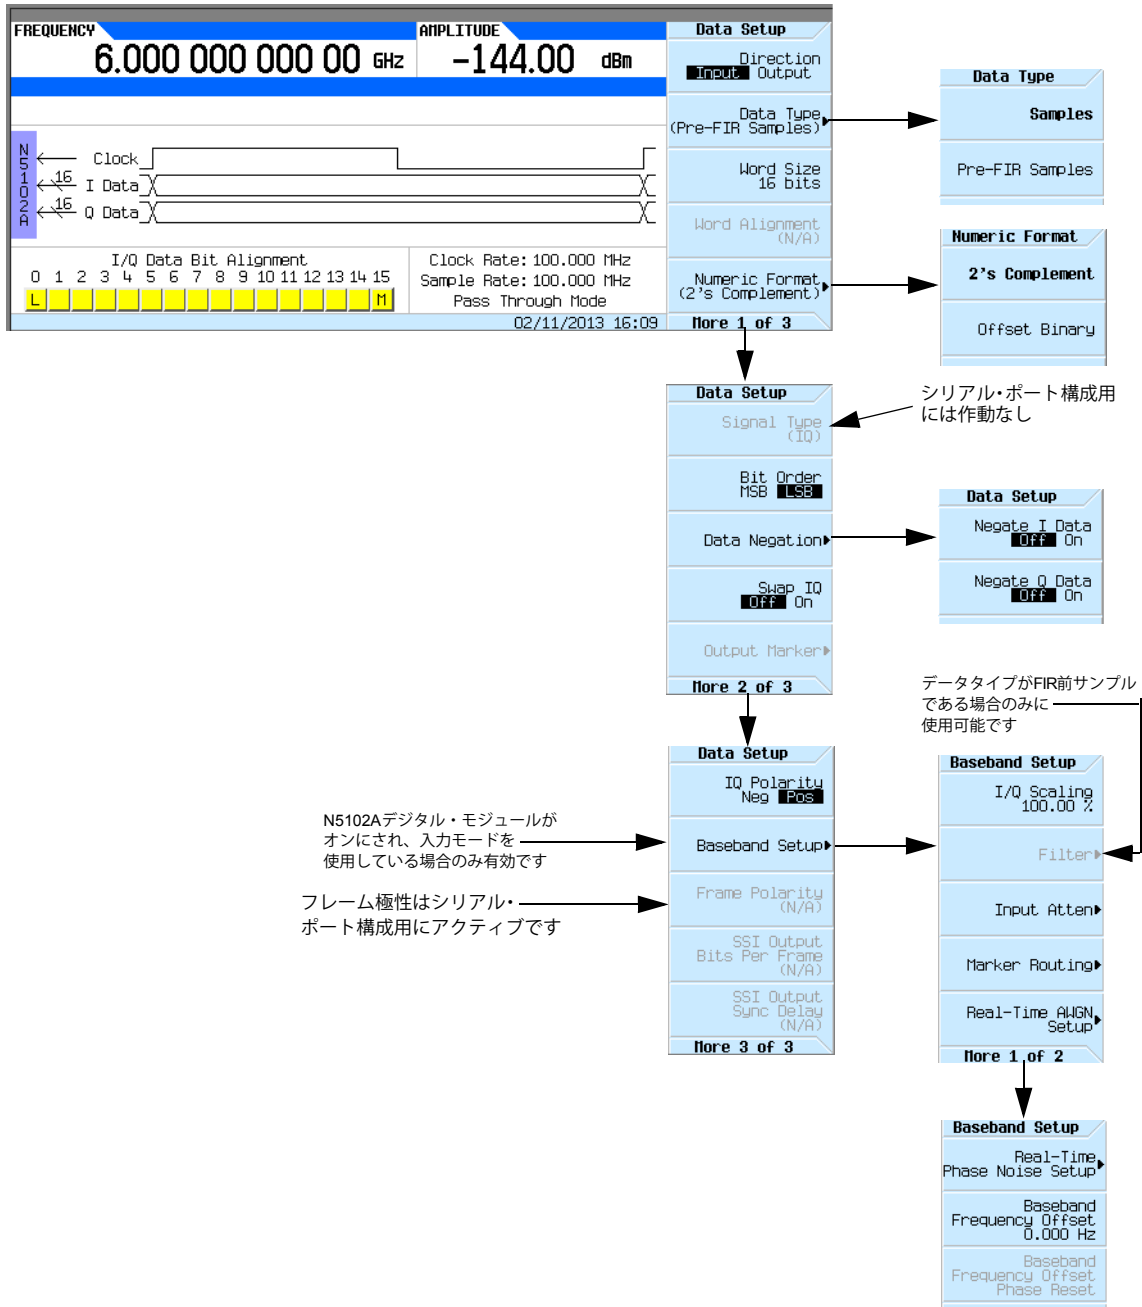 FREQUENCY
6.000 000 000 00 GHz
AMPLITUDE
-144.00 dBm
N5102A
Clock
16
I Data
16
Q Data
I/Q Data Bit Alignment
0 1 2 3 4 5 6 7 8 9 10 11 12 13 14 15
L
M
Clock Rate: 100.000 MHz
Sample Rate: 100.000 MHz
Pass Through Mode
02/11/2013 16:09
Data Setup
Direction
Input Output
Data Type
(Pre-FIR Samples)
Word Size
16 bits
Word Alignment
(N/A)
Numeric Format
(2's Complement)
More 1 of 3
Data Type
Samples
Pre-FIR Samples
Numeric Format
2's Complement
Offset Binary
Data Setup
Signal Type
(IQ)
Bit Order
MSB LSB
Data Negation
Swap IQ
Off On
Output Marker
More 2 of 3
シリアル・ポート構成用
には作動なし
Data Setup
Negate I Data
Off On
Negate Q Data
Off On
データタイプがFIR前サンプル
である場合のみに
使用可能です
Data Setup
IQ Polarity
Neg Pos
Baseband Setup
Frame Polarity
(N/A)
SSI Output
Bits Per Frame
(N/A)
SSI Output
Sync Delay
(N/A)
More 3 of 3
N5102Aデジタル・モジュールが
オンにされ、入力モードを
使用している場合のみ有効です
フレーム極性はシリアル・
ポート構成用にアクティブです
Baseband Setup
I/Q Scaling
100.00 %
Filter
Input Atten
Marker Routing
Real-Time AWGN
Setup
More 1 of 2
Baseband Setup
Real-Time
Phase Noise Setup
Baseband
Frequency Offset
0.000 Hz
Baseband
Frequency Offset
Phase Reset